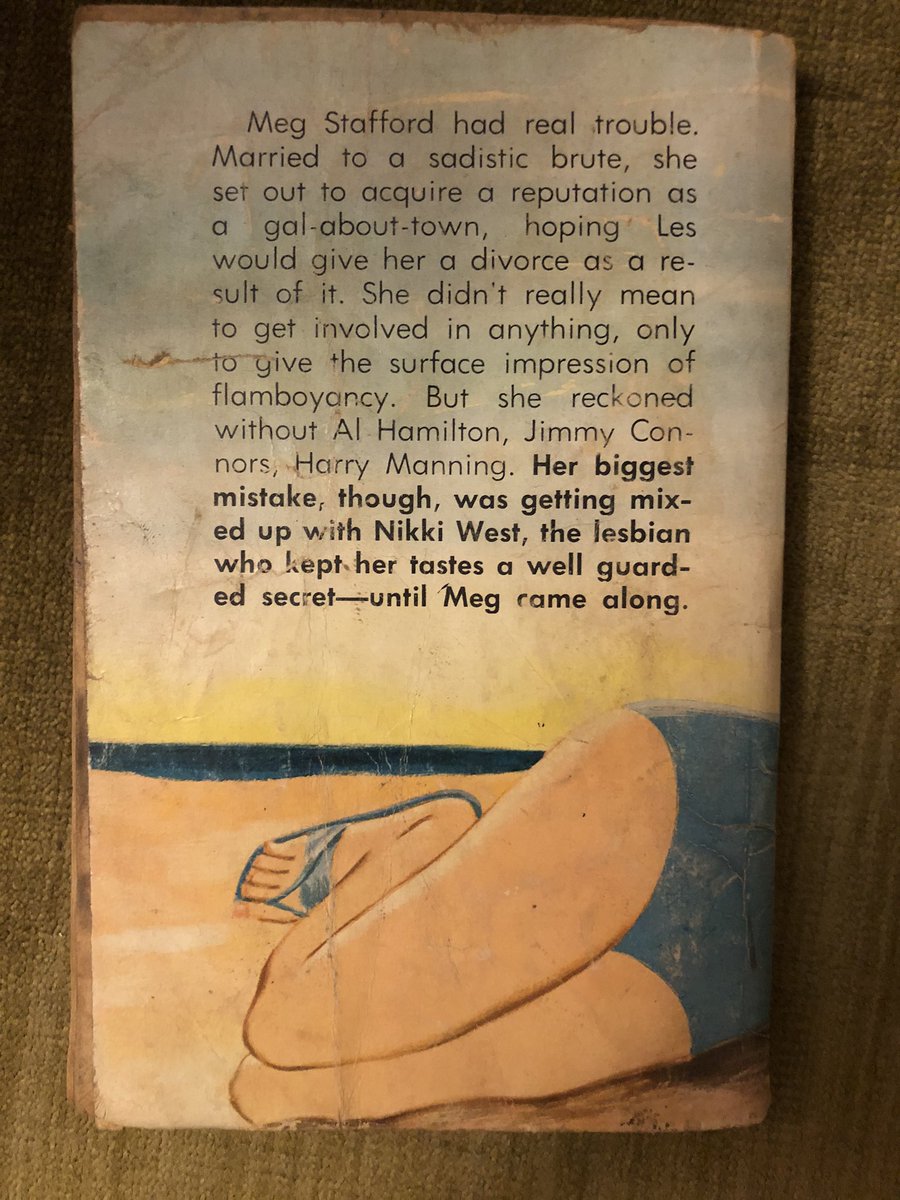 Meg Stafford had real trouble.
Married to a sadistic brute, she
set out to acquire a reputation as
a gal-about-town, hoping Les
would give her a divorce as a re-
sult of it. She didn't really mean
to get involved in anything, only
to give the surface impression of
flamboyancy. But she reckoned
without Al Hamilton, Jimmy Con-
nors, Harry Manning. Her biggest
mistake, though, was getting mix-
ed up with Nikki West, the lesbian
who kept her tastes a well guard-
ed secret—until Meg came along.